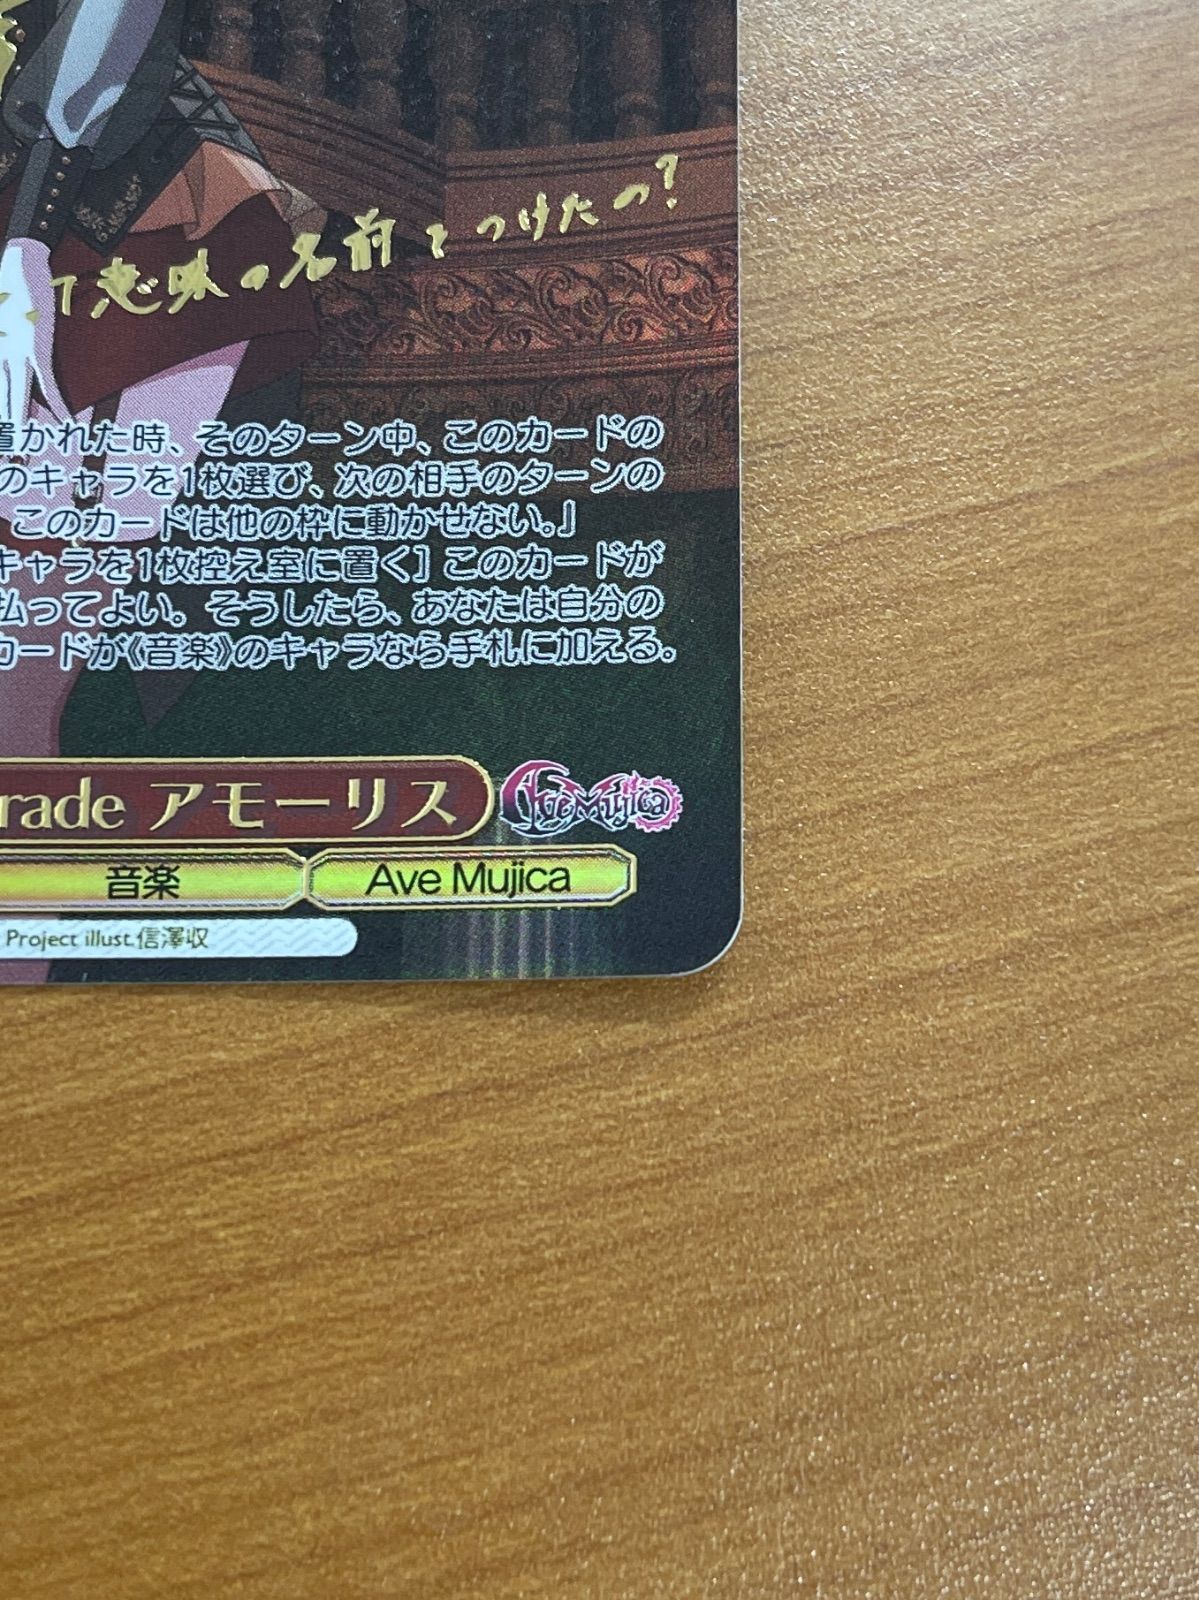 て意味の名前をつけたの?
置かれた時、そのターン中、このカードの
のキャラを1枚選び、次の相手のターンの
このカードは他の枠に動かせない。』
キャラを1枚控え室に置く] このカードが
払ってよい。そうしたら、あなたは自分の
カードが《音楽》のキャラなら手札に加える。
rade アモーリス
Ave Mujica
音楽
Ave Mujica
Project illust.信澤収